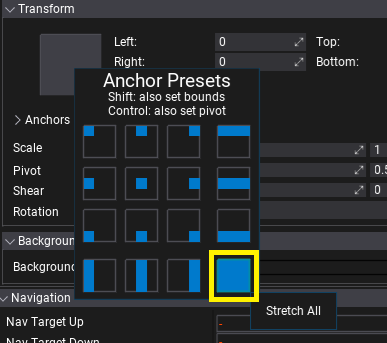 Transform
Left: 0 Top:
Right: 0 Bottom:
Anchor Presets
Shift: also set bounds
Control: also set pivot
Anchors
Scale 1
Pivot 0.5
Shear 0
Rotation
Background
Background
Navigation
Stretch All
Nav Target Up -
Nav Target Down